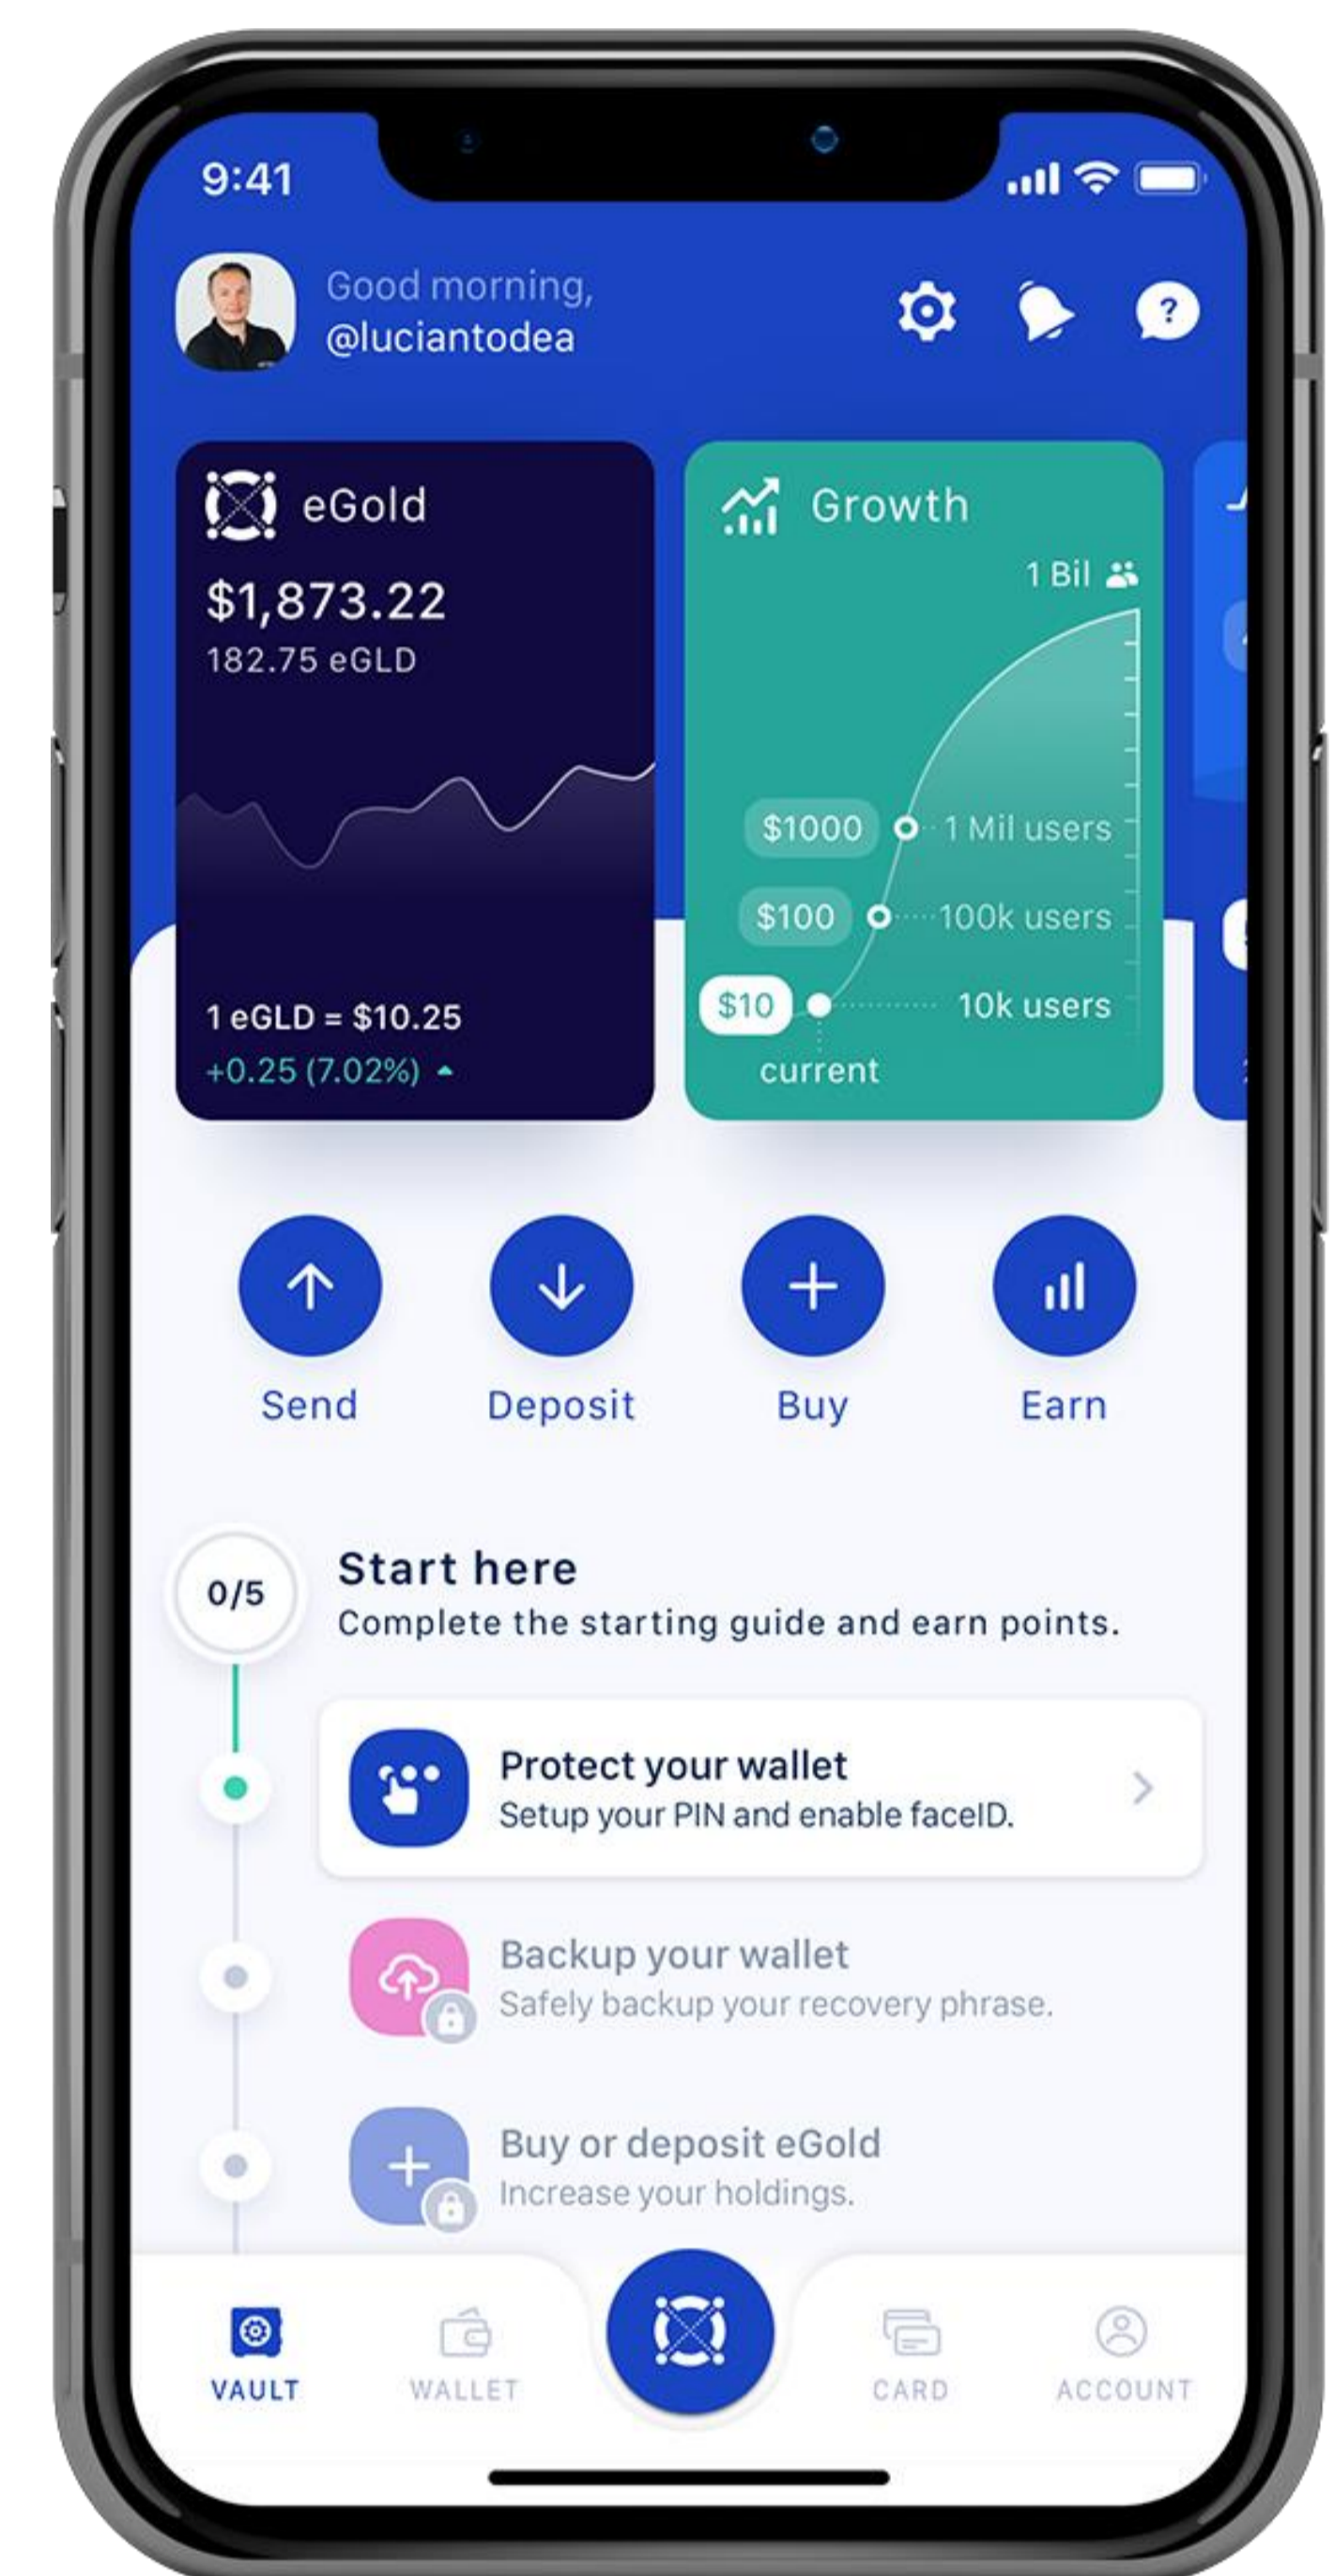 9:41
Good morning,
@luciantodea
eGold
$1,873.22
182.75 eGLD
1 eGLD = $10.25
+0.25 (7.02%)
Growth
1 Bil
$1000
1 Mil users
$100
100k users
$10
10k users
current
Send
Deposit
Buy
Earn
0/5
Start here
Complete the starting guide and earn points.
Protect your wallet
Setup your PIN and enable faceID.
Backup your wallet
Safely backup your recovery phrase.
Buy or deposit eGold
Increase your holdings.
VAULT
WALLET
CARD
ACCOUNT